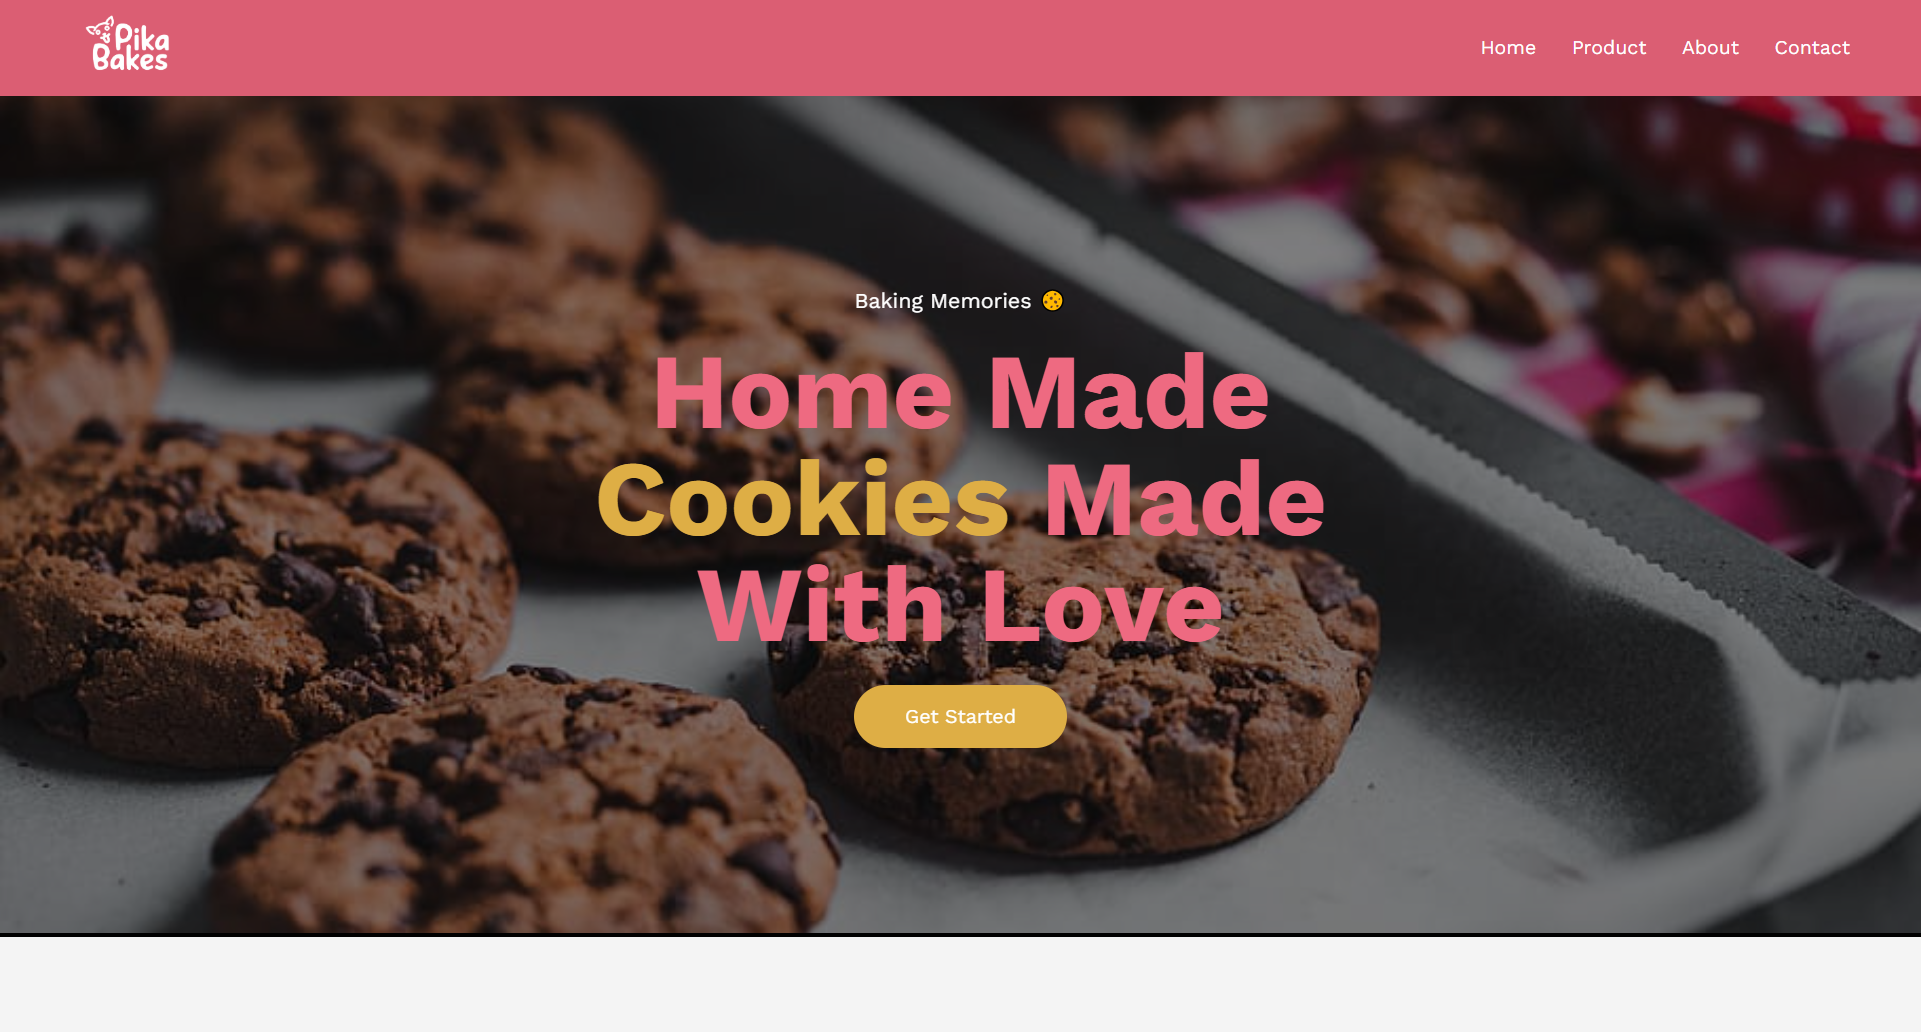 Pika
Bakes
Home Product About Contact
Baking Memories
Home Made
Cookies Made
With Love
Get Started